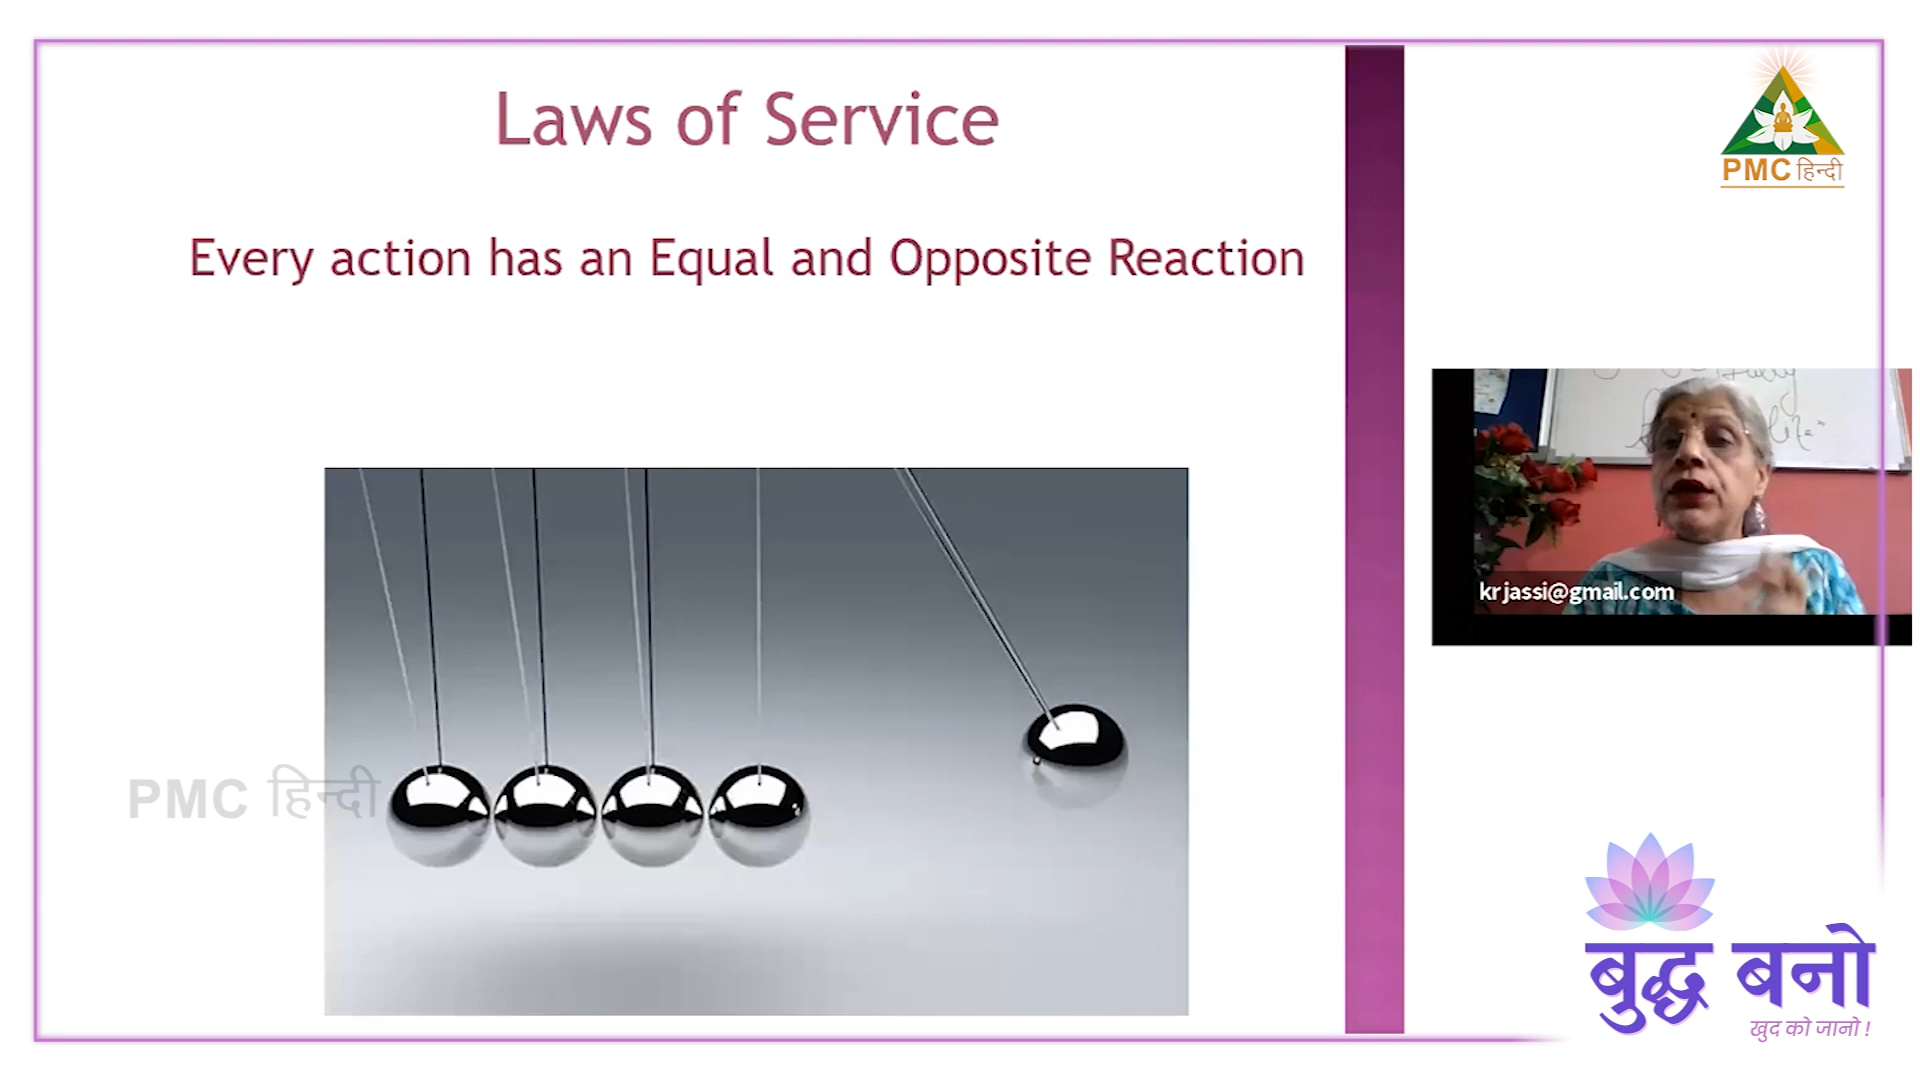 Laws of Service
Every action has an Equal and Opposite Reaction
PMC हिन्दी
krjassi@gmail.com
PMC हिन्दी
बुद्ध बनो
खुद को जानो !